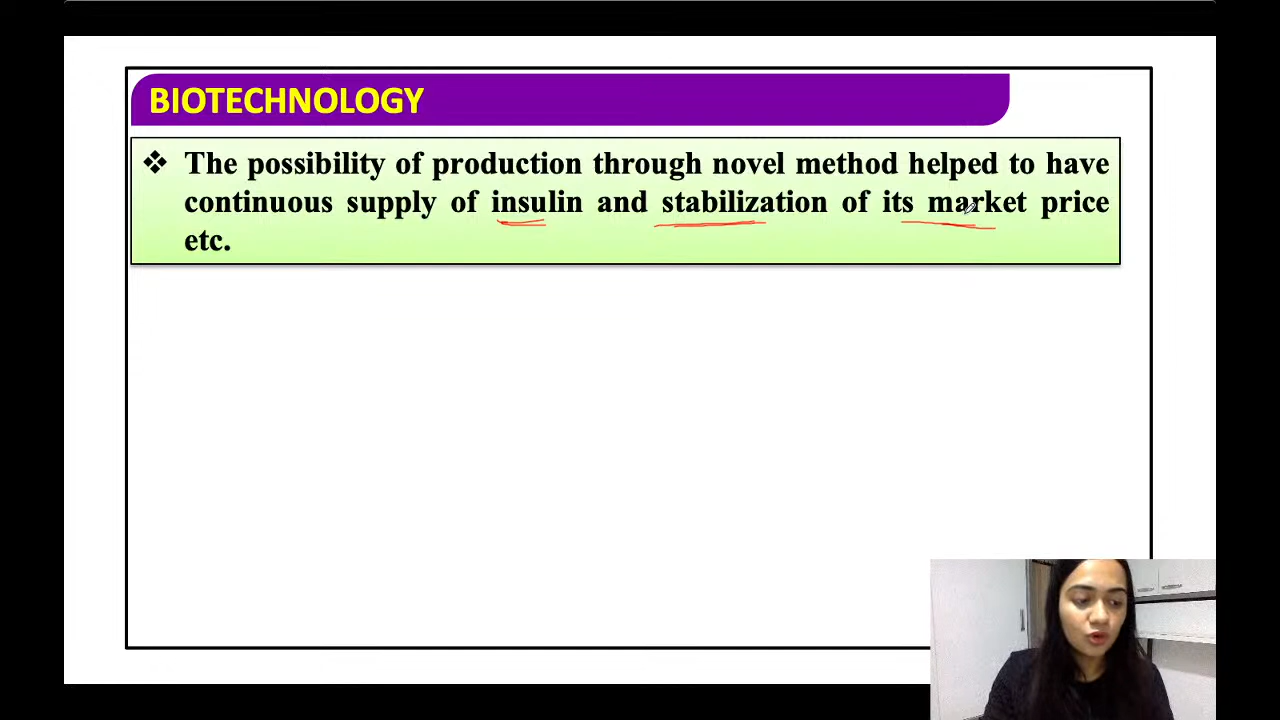 BIOTECHNOLOGY
❖ The possibility of production through novel method helped to have
continuous supply of insulin and stabilization of its market price
etc.